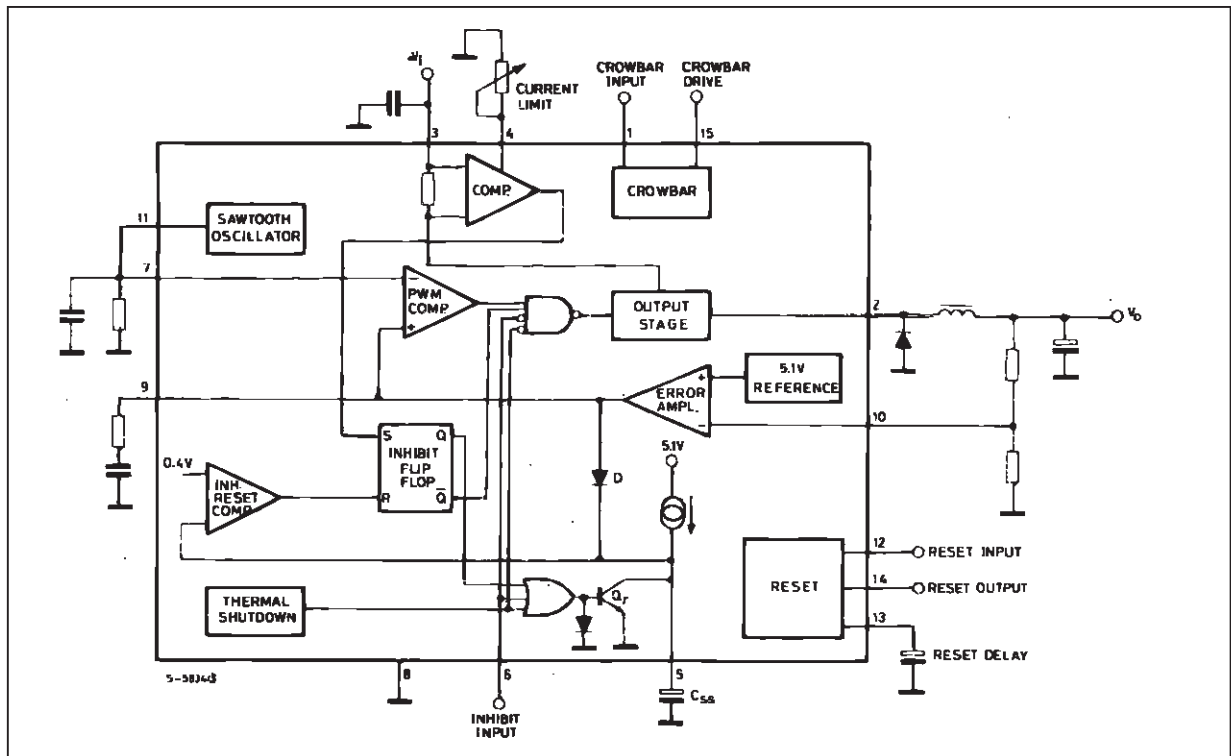 Vi
CURRENT
LIMIT
CROWBAR
INPUT
CROWBAR
DRIVE
3
4
1
15
COMP.
CROWBAR
11
SAWTOOTH
OSCILLATOR
7
−
PWM
COMP.
+
OUTPUT
STAGE
2
Vo
9
ERROR
AMPL.
+
−
5.1V
REFERENCE
10
S Q
INHIBIT
FLIP
FLOP
R Q̅
0.4V
INH.
RESET
COMP.
D
5.1V
THERMAL
SHUTDOWN
Qr
RESET
12
RESET INPUT
14
RESET OUTPUT
13
RESET DELAY
8
6
5
INHIBIT
INPUT
Css